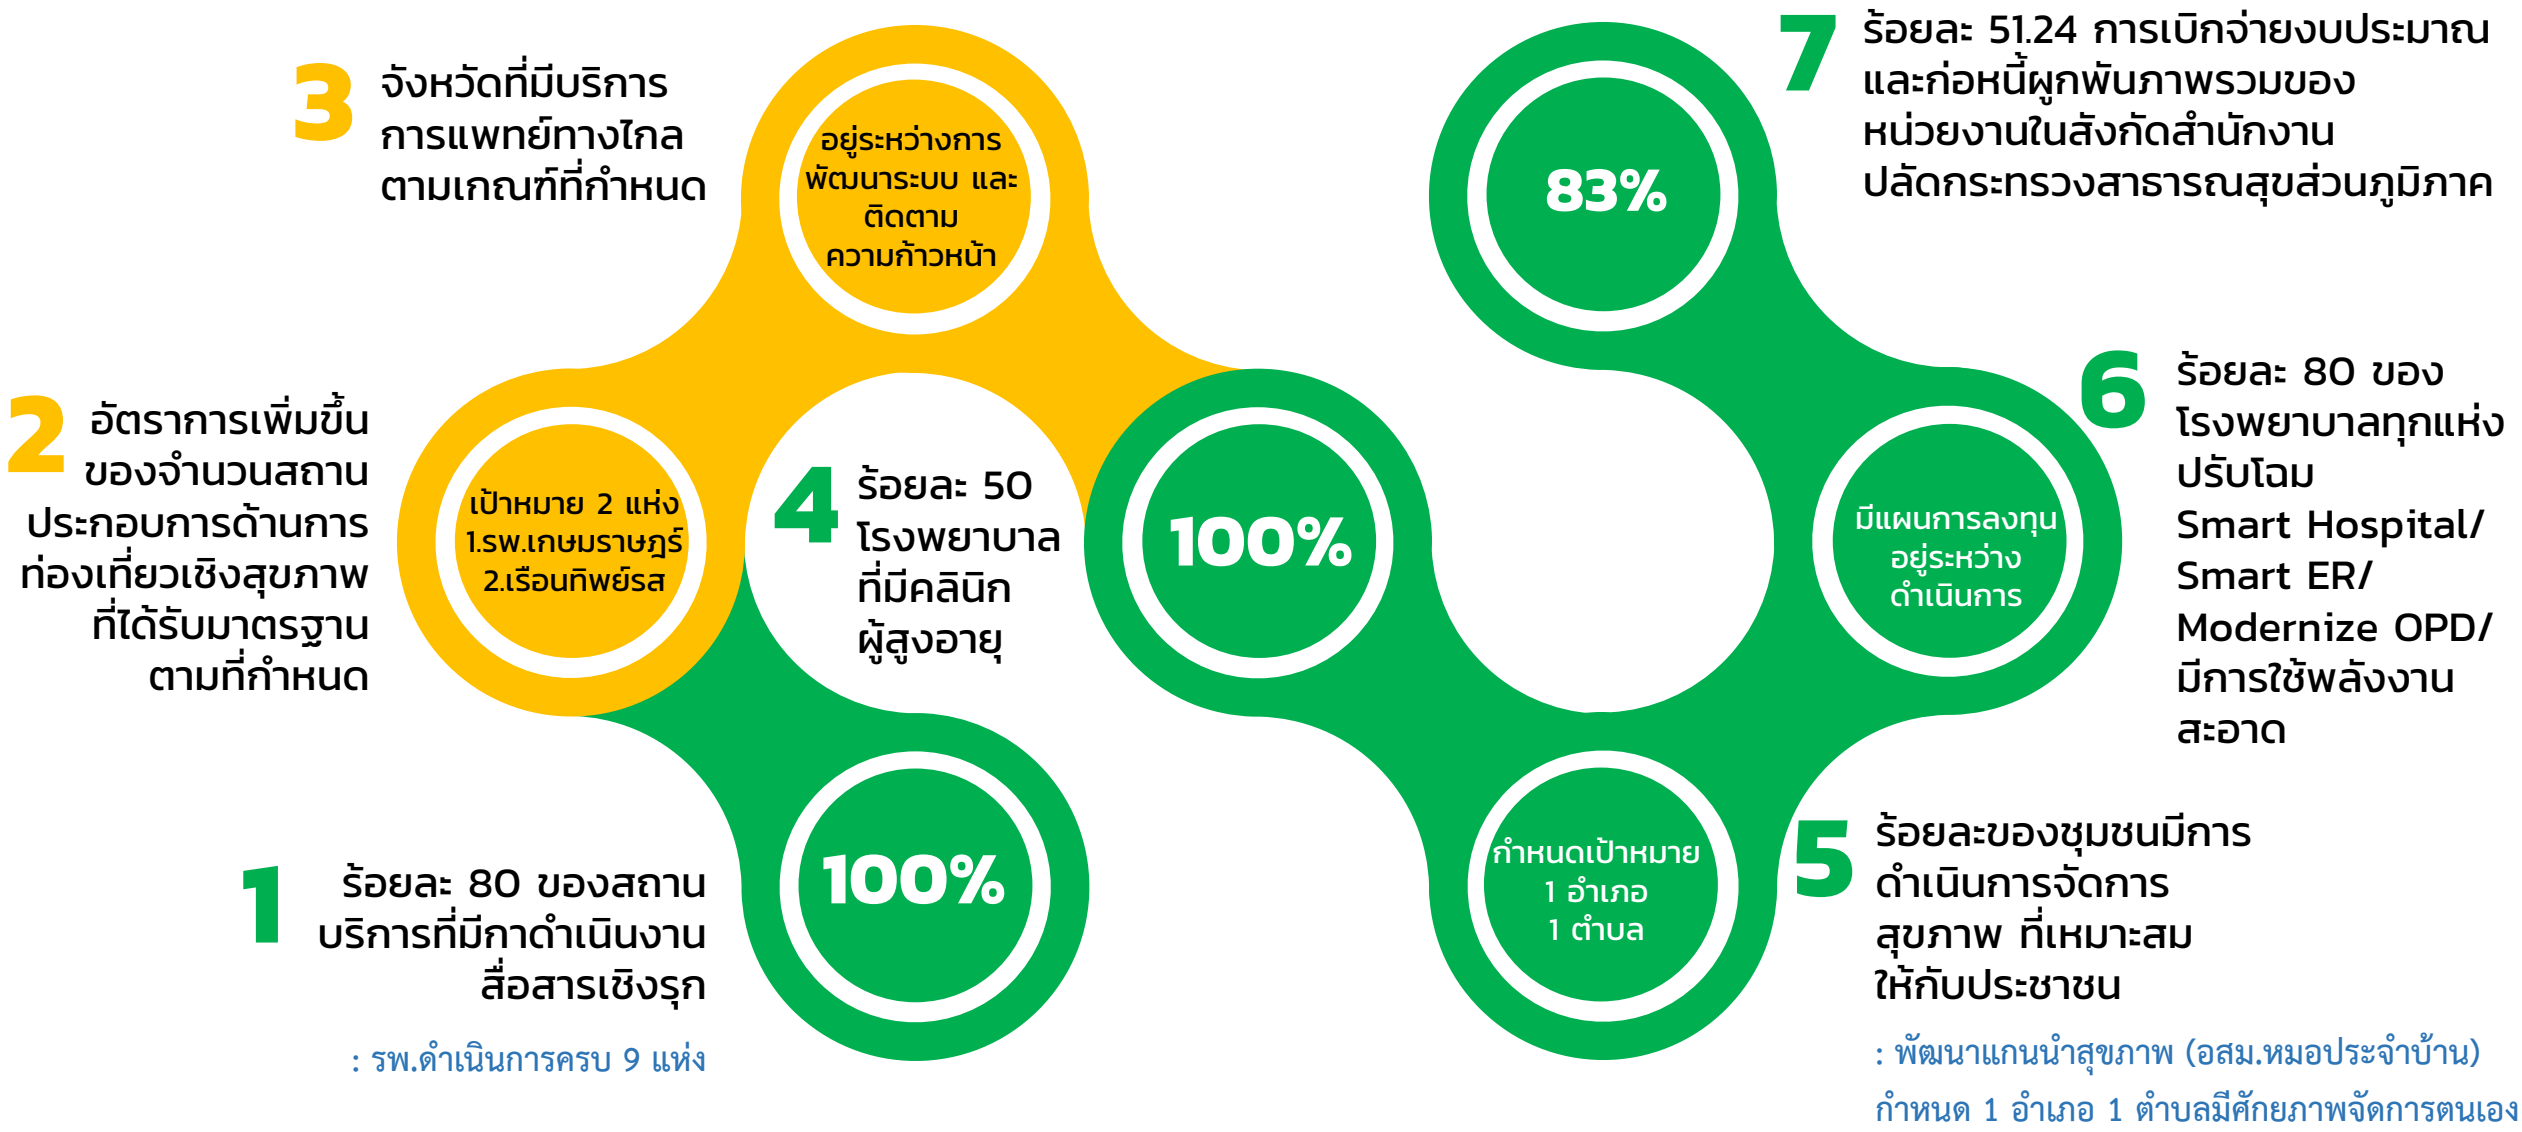 3
จังหวัดที่มีบริการ
การแพทย์ทางไกล
ตามเกณฑ์ที่กำหนด
อยู่ระหว่างการ
พัฒนาระบบ และ
ติดตาม
ความก้าวหน้า
83%
7
ร้อยละ 51.24 การเบิกจ่ายงบประมาณ
และก่อหนี้ผูกพันภาพรวมของ
หน่วยงานในสังกัดสำนักงาน
ปลัดกระทรวงสาธารณสุขส่วนภูมิภาค
2
อัตราการเพิ่มขึ้น
ของจำนวนสถาน
ประกอบการด้านการ
ท่องเที่ยวเชิงสุขภาพ
ที่ได้รับมาตรฐาน
ตามที่กำหนด
เป้าหมาย 2 แห่ง
1.รพ.เกษมราษฎร์
2.เรือนทิพย์รส
4
ร้อยละ 50
โรงพยาบาล
ที่มีคลินิก
ผู้สูงอายุ
100%
มีแผนการลงทุน
อยู่ระหว่าง
ดำเนินการ
6
ร้อยละ 80 ของ
โรงพยาบาลทุกแห่ง
ปรับโฉม
Smart Hospital/
Smart ER/
Modernize OPD/
มีการใช้พลังงาน
สะอาด
1
ร้อยละ 80 ของสถาน
บริการที่มีกาดำเนินงาน
สื่อสารเชิงรุก
: รพ.ดำเนินการครบ 9 แห่ง
100%
กำหนดเป้าหมาย
1 อำเภอ
1 ตำบล
5
ร้อยละของชุมชนมีการ
ดำเนินการจัดการ
สุขภาพ ที่เหมาะสม
ให้กับประชาชน
: พัฒนาแกนนำสุขภาพ (อสม.หมอประจำบ้าน)
กำหนด 1 อำเภอ 1 ตำบลมีศักยภาพจัดการตนเอง